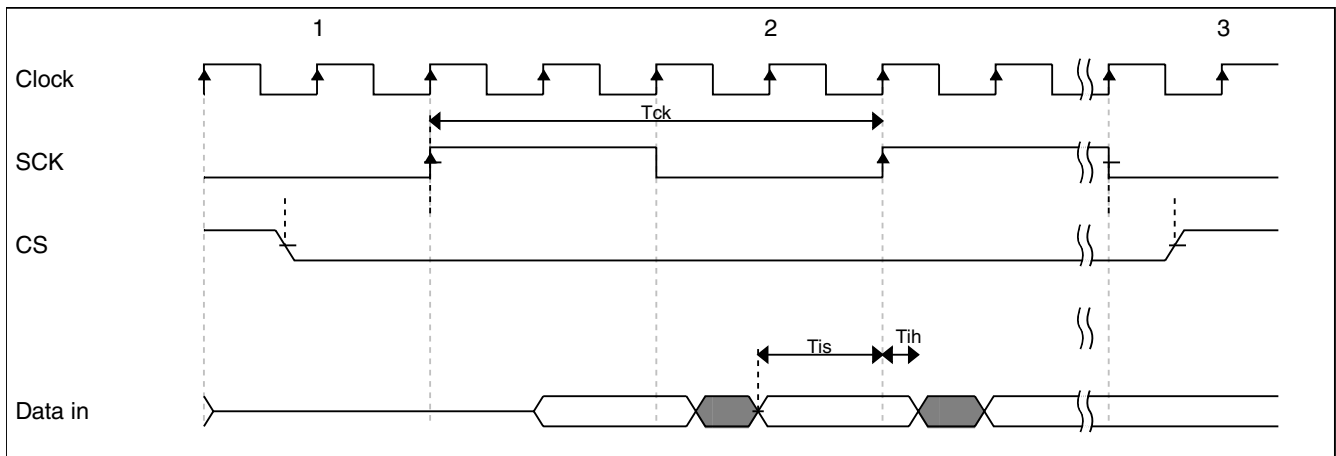 1 2 3
Clock
Tck
SCK
CS
Tis Tih
Data in